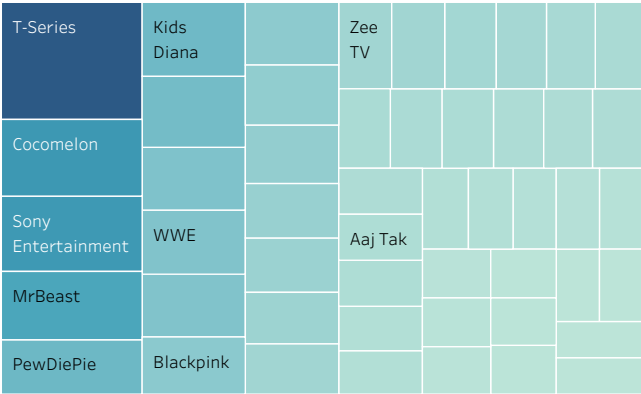 T-Series
Cocomelon
Sony
Entertainment
MrBeast
PewDiePie
Kids
Diana
WWE
Blackpink
Zee
TV
Aaj Tak